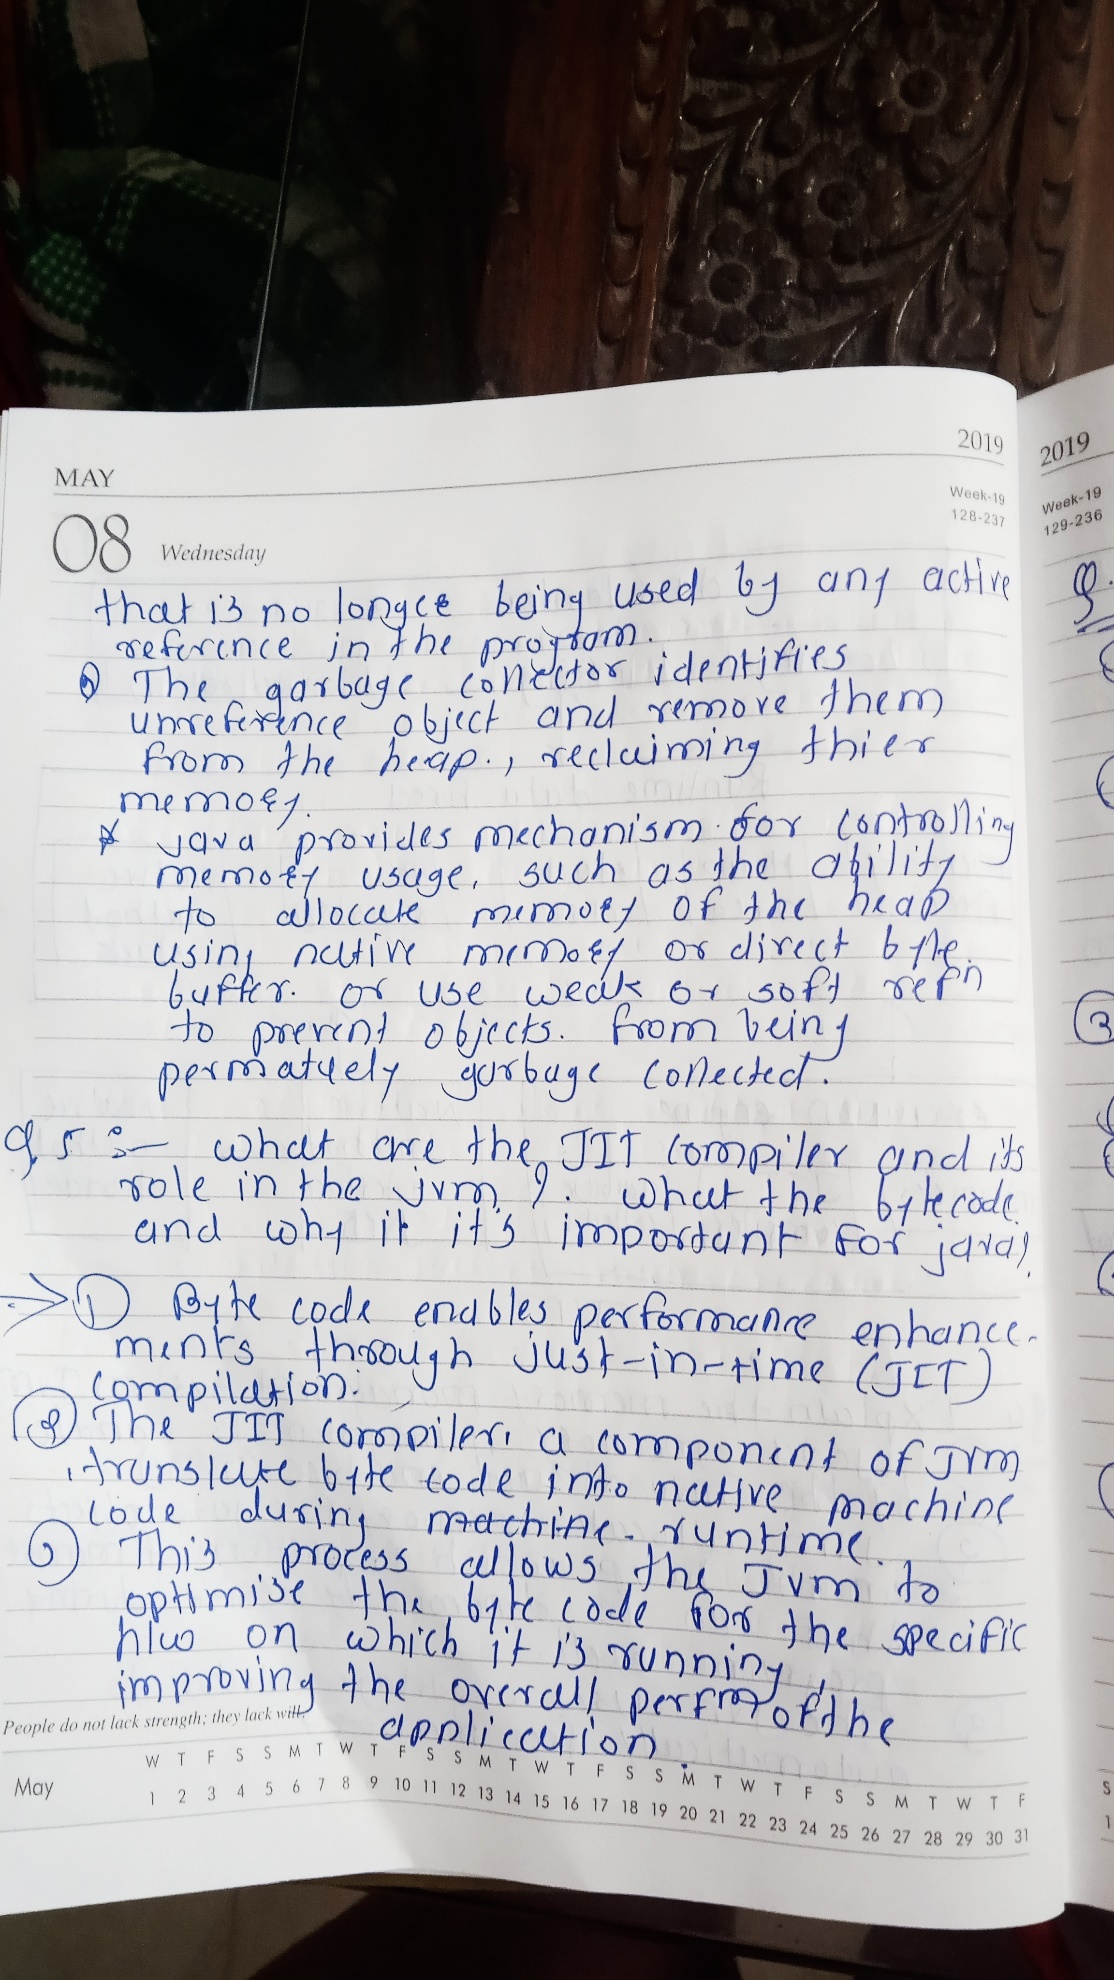 MAY
2019
08 Wednesday
Week-19
128-237
that is no longer being used by any active
reference in the program.
The garbage collector identifies
unreference object and remove them
from the heap., reclaiming thier
memory.
* java provides mechanism for controlling
memory usage, such as the ability
to allocate memory of the heap
using native memory or direct byte
buffer. or use weak or soft refn
to prevent objects. from being
permatuely garbage collected.
Q 5 :- what are the JIT compiler and its
role in the jvm ?. what the bytecode
and why it it's important for java?
→ ① Byte code enables performance enhance-
ments through just-in-time (JIT)
compilation.
② The JIT compiler, a component of JVM
, translate byte code into native machine
code during machine. runtime.
This process allows the JVM to
optimise the byte code for the specific
h/w on which it is running,
improving the overall perfm of the
application.
People do not lack strength; they lack will.
W T F S S M T W T F S S M T W T F S S M T W T F S S M T W T F
May 1 2 3 4 5 6 7 8 9 10 11 12 13 14 15 16 17 18 19 20 21 22 23 24 25 26 27 28 29 30 31
2019
Week-19
129-236
Q.
③
S
1